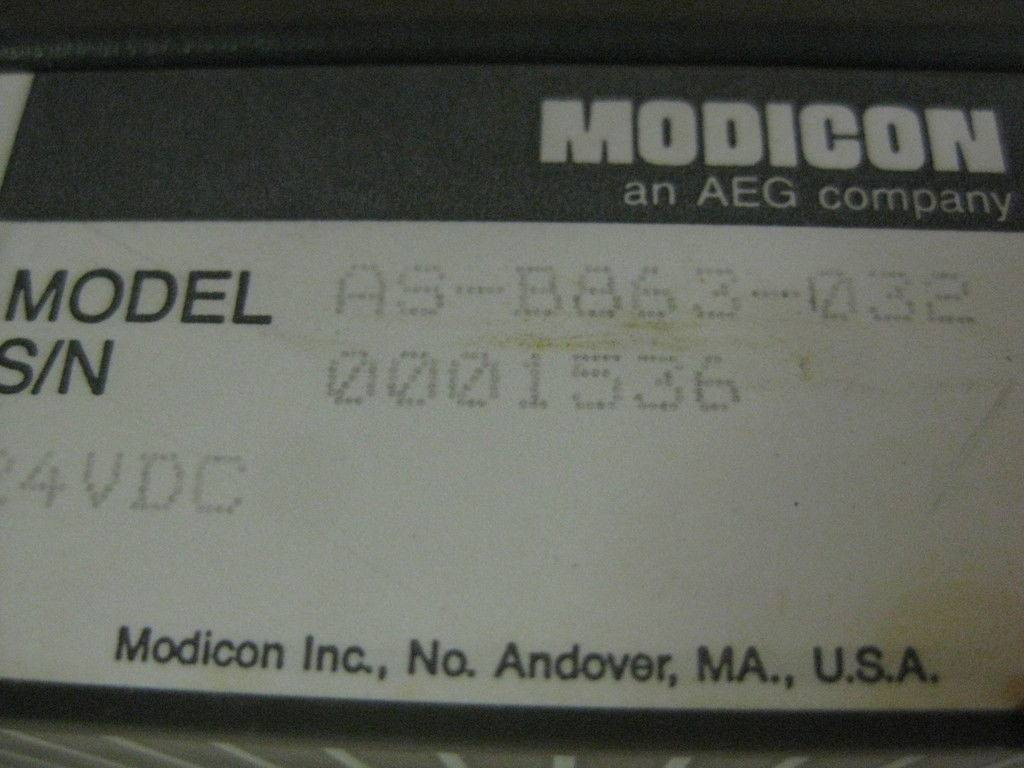 MODICON
an AEG company
MODEL AS-B863-032
S/N 0001536
24VDC
Modicon Inc., No. Andover, MA., U.S.A.